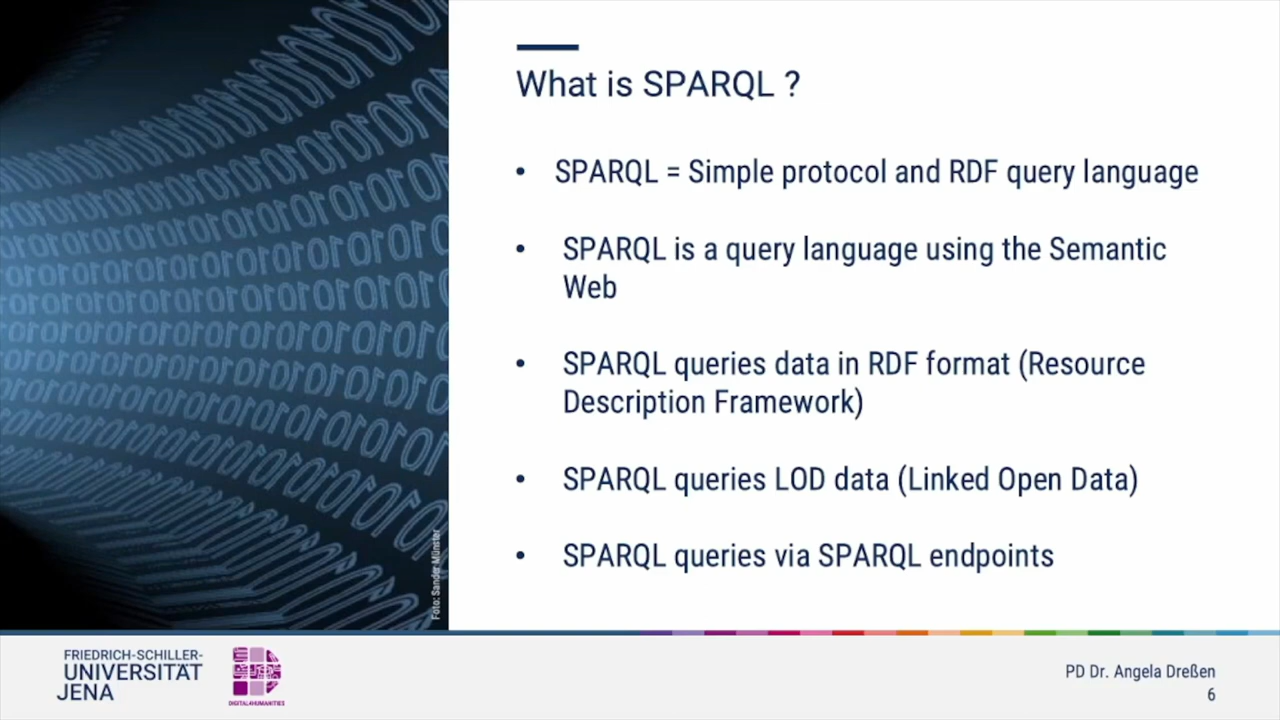 What is SPARQL ?
• SPARQL = Simple protocol and RDF query language
• SPARQL is a query language using the Semantic
Web
• SPARQL queries data in RDF format (Resource
Description Framework)
• SPARQL queries LOD data (Linked Open Data)
• SPARQL queries via SPARQL endpoints
Foto: Sander Münster
FRIEDRICH-SCHILLER-
UNIVERSITÄT
JENA
DIGITAL4HUMANITIES
PD Dr. Angela Dreßen
6